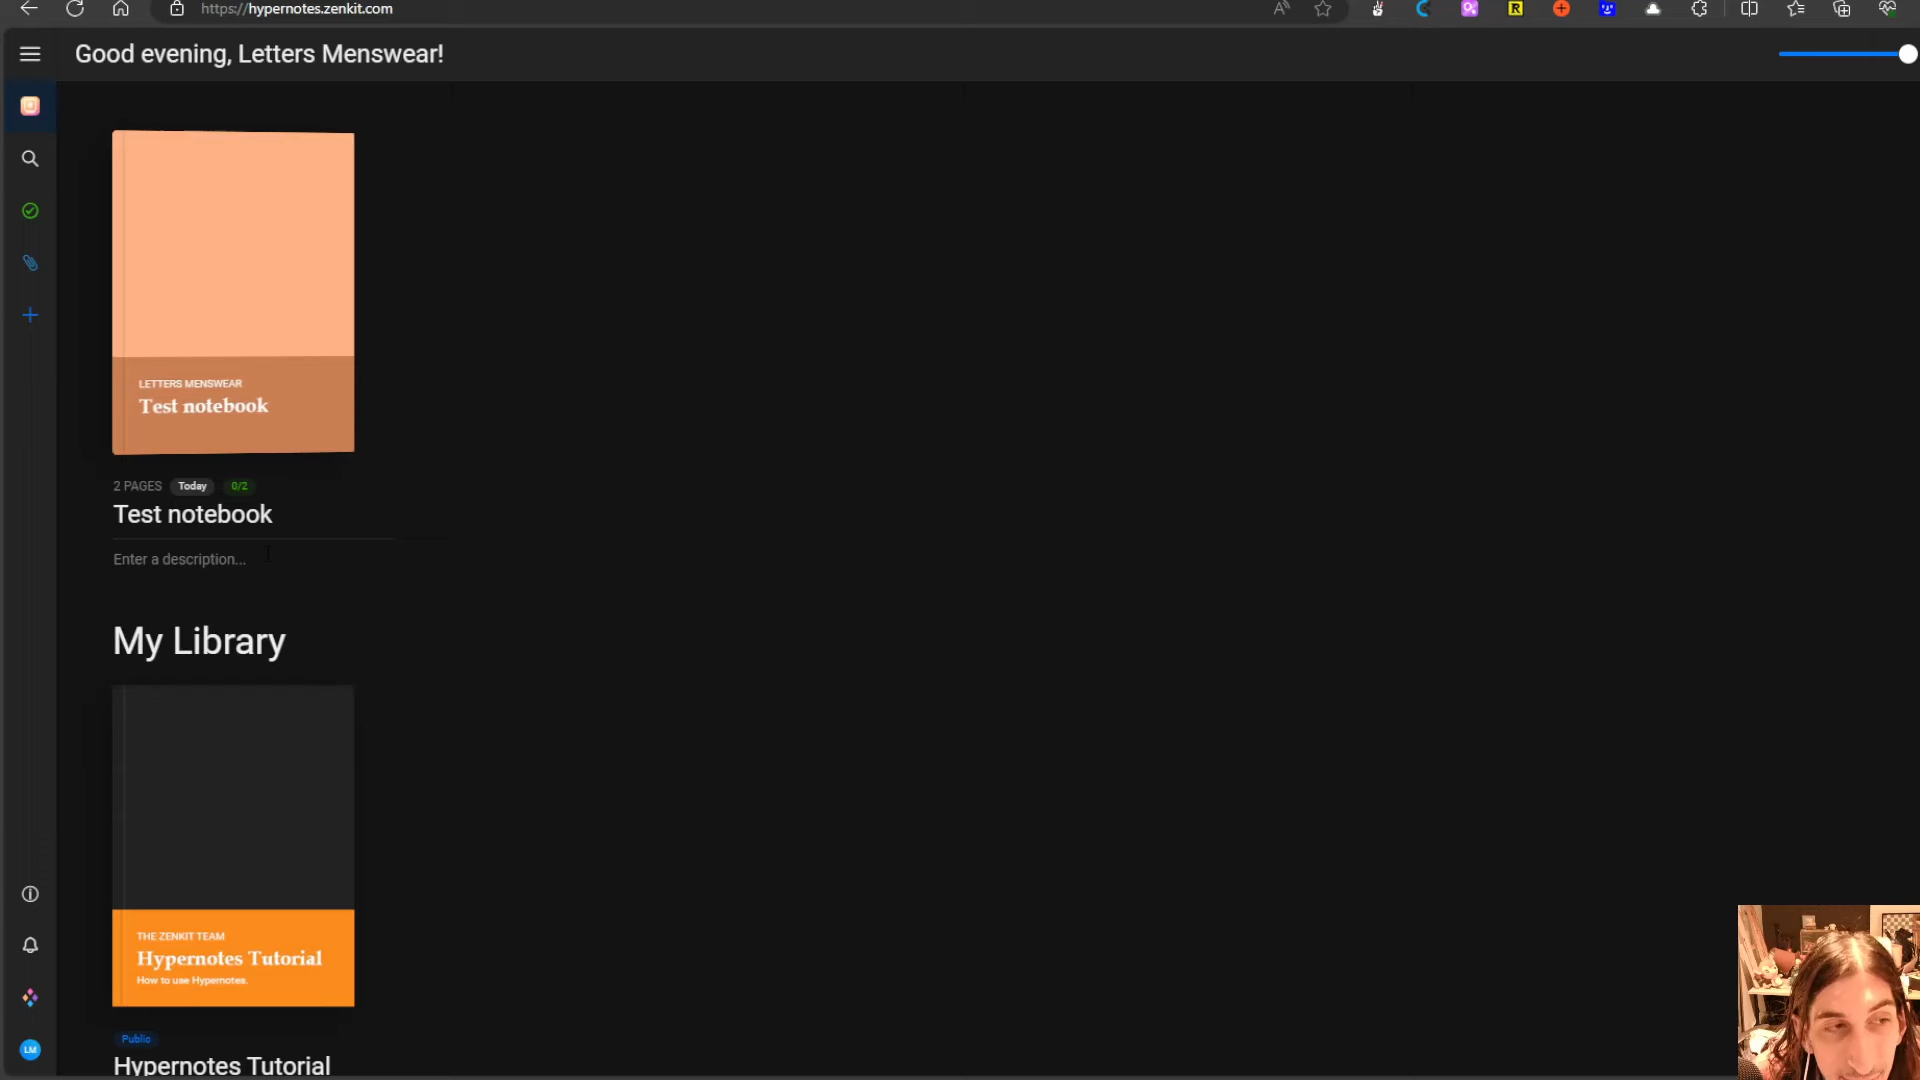 https://hypernotes.zenkit.com
Good evening, Letters Menswear!
LETTERS MENSWEAR
Test notebook
2 PAGES Today 0/2
Test notebook
Enter a description...
My Library
THE ZENKIT TEAM
Hypernotes Tutorial
How to use Hypernotes.
Public
Hypernotes Tutorial
LM